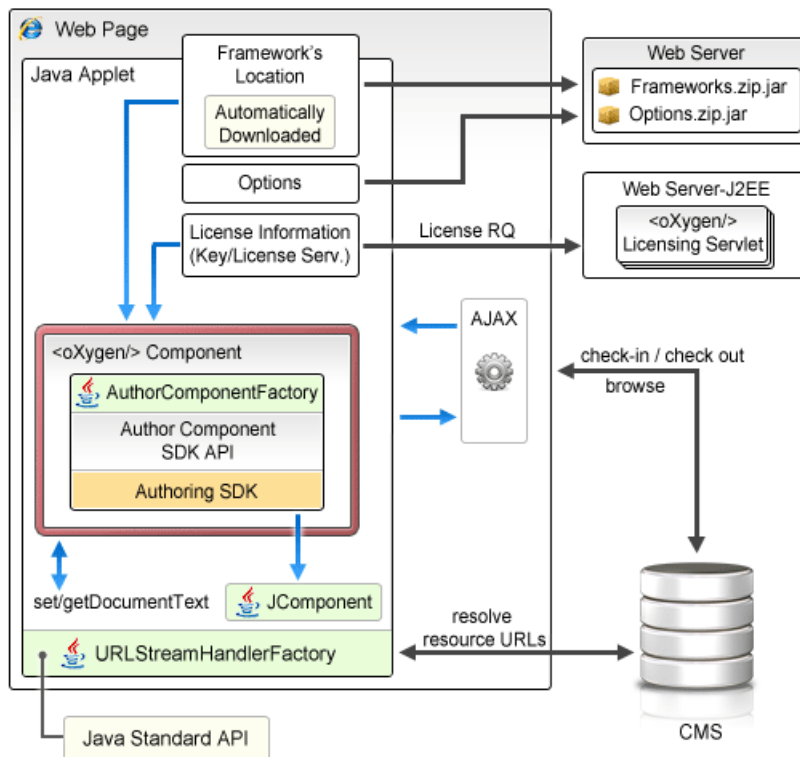 Web Page
Java Applet
Framework's
Location
Automatically
Downloaded
Options
License Information
(Key/License Serv.)
License RQ
Web Server
Frameworks.zip.jar
Options.zip.jar
Web Server-J2EE
<oXygen/>
Licensing Servlet
AJAX
check-in / check out
browse
<oXygen/> Component
AuthorComponentFactory
Author Component
SDK API
Authoring SDK
set/getDocumentText
JComponent
URLStreamHandlerFactory
resolve
resource URLs
CMS
Java Standard API